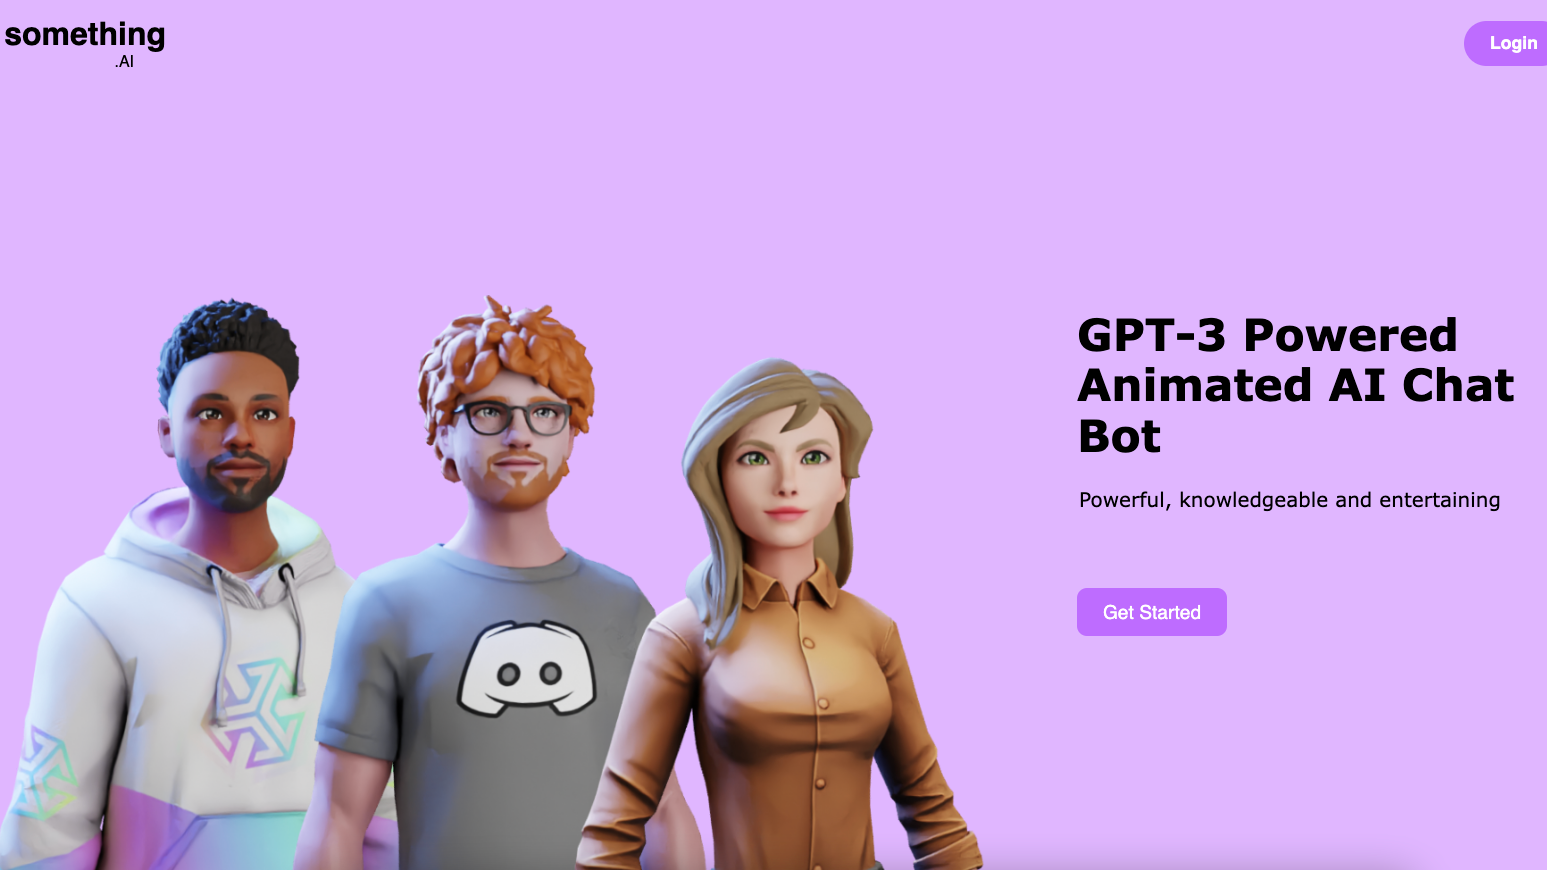 something
.AI
Login
GPT-3 Powered
Animated AI Chat
Bot
Powerful, knowledgeable and entertaining
Get Started